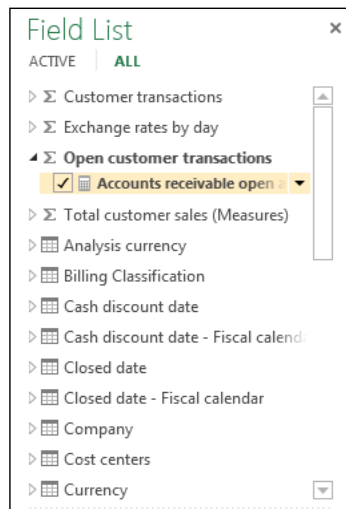 Field List
ACTIVE ALL
Σ Customer transactions
Σ Exchange rates by day
Σ Open customer transactions
Accounts receivable open
Σ Total customer sales (Measures)
Analysis currency
Billing Classification
Cash discount date
Cash discount date - Fiscal calend
Closed date
Closed date - Fiscal calendar
Company
Cost centers
Currency